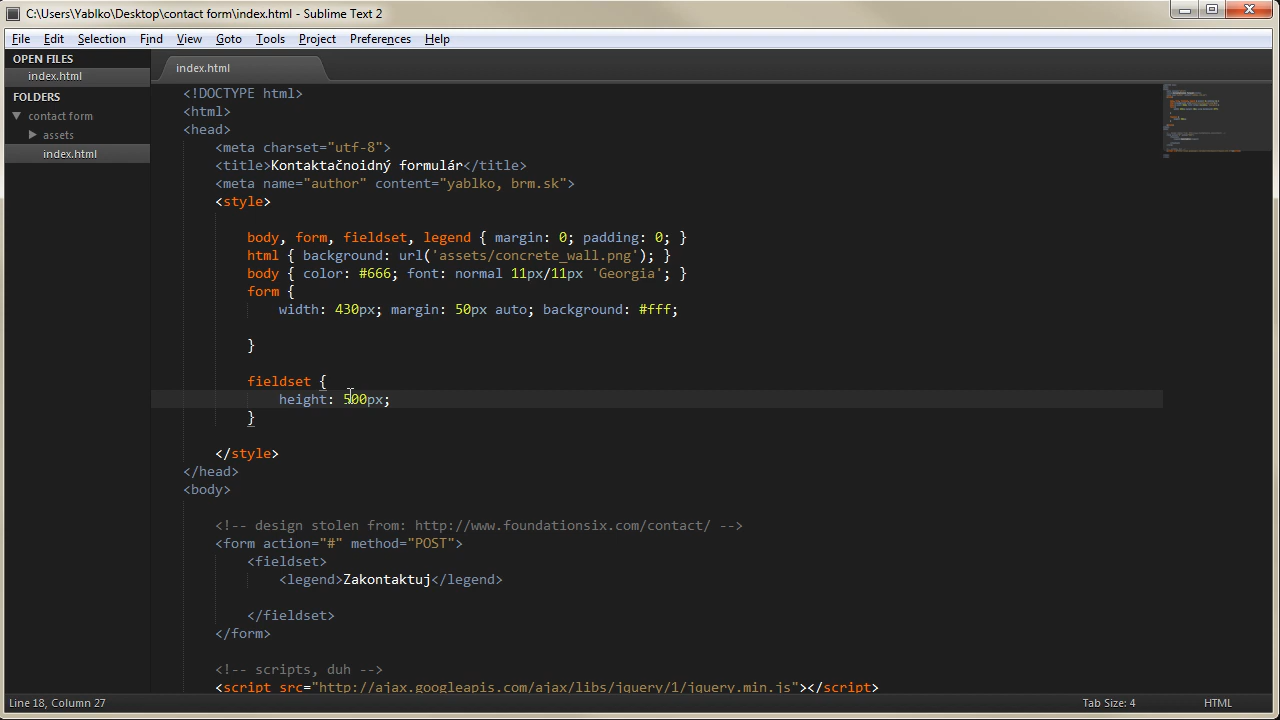 C:\Users\Yablko\Desktop\contact form\index.html - Sublime Text 2
File Edit Selection Find View Goto Tools Project Preferences Help
OPEN FILES
index.html
FOLDERS
contact form
assets
index.html
index.html
<!DOCTYPE html>
<html>
<head>
<meta charset="utf-8">
<title>Kontaktačnoidný formulár</title>
<meta name="author" content="yablko, brm.sk">
<style>
body, form, fieldset, legend { margin: 0; padding: 0; }
html { background: url('assets/concrete_wall.png'); }
body { color: #666; font: normal 11px/11px 'Georgia'; }
form {
width: 430px; margin: 50px auto; background: #fff;
}
fieldset {
height: 500px;
}
</style>
</head>
<body>
<!-- design stolen from: http://www.foundationsix.com/contact/ -->
<form action="#" method="POST">
<fieldset>
<legend>Zakontaktuj</legend>
</fieldset>
</form>
<!-- scripts, duh -->
<script src="http://ajax.googleapis.com/ajax/libs/jquery/1/jquery.min.js"></script>
Line 18, Column 27
Tab Size: 4
HTML